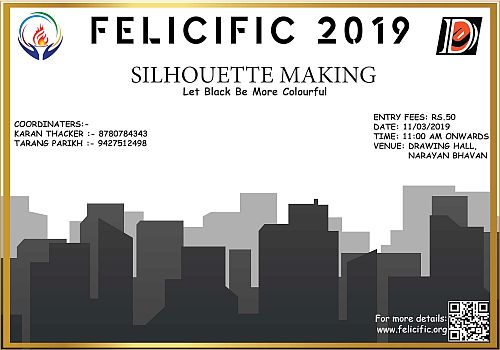 FELICIFIC 2019
SILHOUETTE MAKING
Let Black Be More Colourful
COORDINATERS:-
KARAN THACKER :- 8780784343
TARANG PARIKH :- 9427512498
ENTRY FEES: RS.50
DATE: 11/03/2019
TIME: 11:00 AM ONWARDS
VENUE: DRAWING HALL,
NARAYAN BHAVAN
For more details:
www.felicific.org